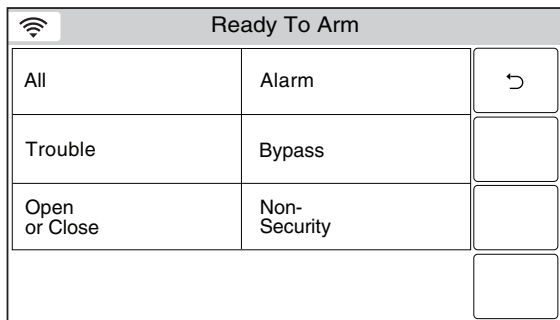 Ready To Arm
All
Alarm
Trouble
Bypass
Open
or Close
Non-
Security